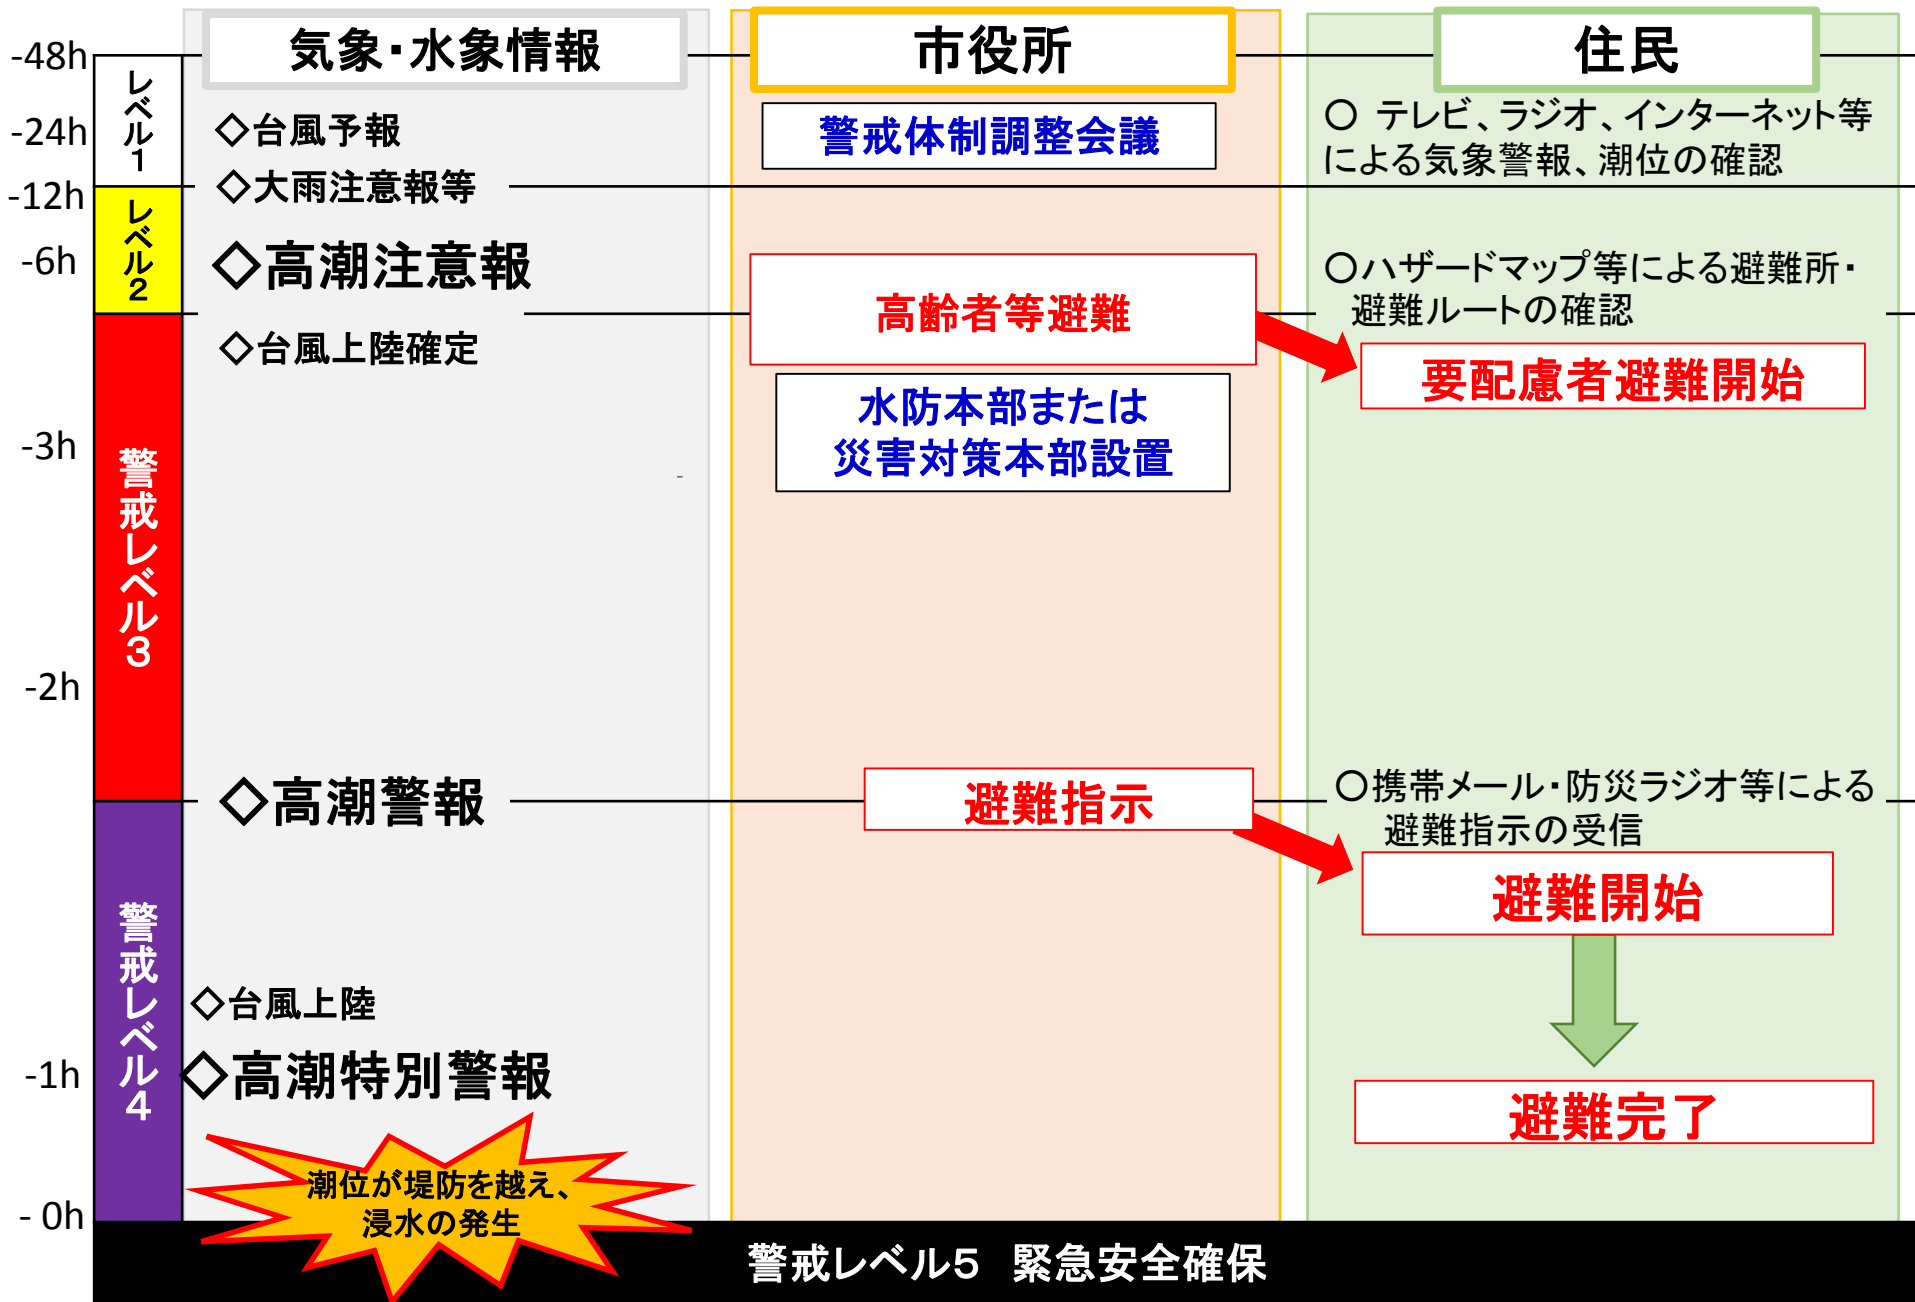 気象・水象情報
市役所
住民
-48h
-24h
-12h
-6h
-3h
-2h
-1h
- 0h
レベル1
レベル2
警戒レベル3
警戒レベル4
◇台風予報
◇大雨注意報等
◇高潮注意報
◇台風上陸確定
◇高潮警報
◇台風上陸
◇高潮特別警報
潮位が堤防を越え、
浸水の発生
警戒体制調整会議
高齢者等避難
水防本部または
災害対策本部設置
避難指示
〇 テレビ、ラジオ、インターネット等
による気象警報、潮位の確認
〇ハザードマップ等による避難所・
避難ルートの確認
要配慮者避難開始
〇携帯メール・防災ラジオ等による
避難指示の受信
避難開始
避難完了
警戒レベル5 緊急安全確保